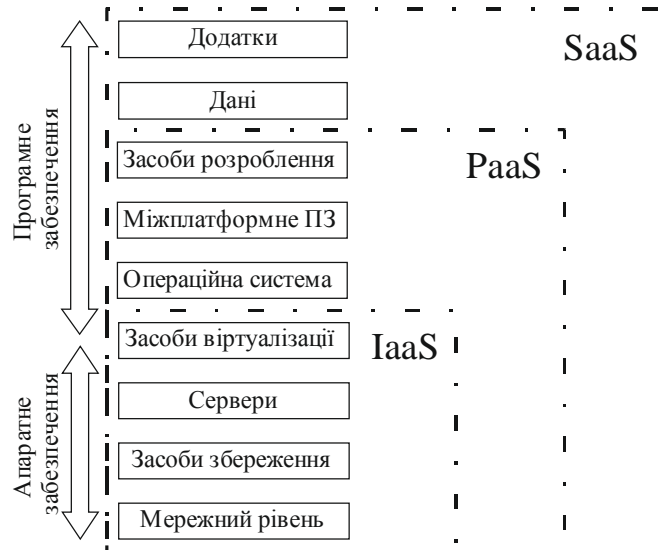 Додатки
SaaS
Дані
Засоби розроблення
PaaS
Міжплатформне ПЗ
Операційна система
Засоби віртуалізації
IaaS
Сервери
Засоби збереження
Мережний рівень
Програмне
забезпечення
Апаратне
забезпечення